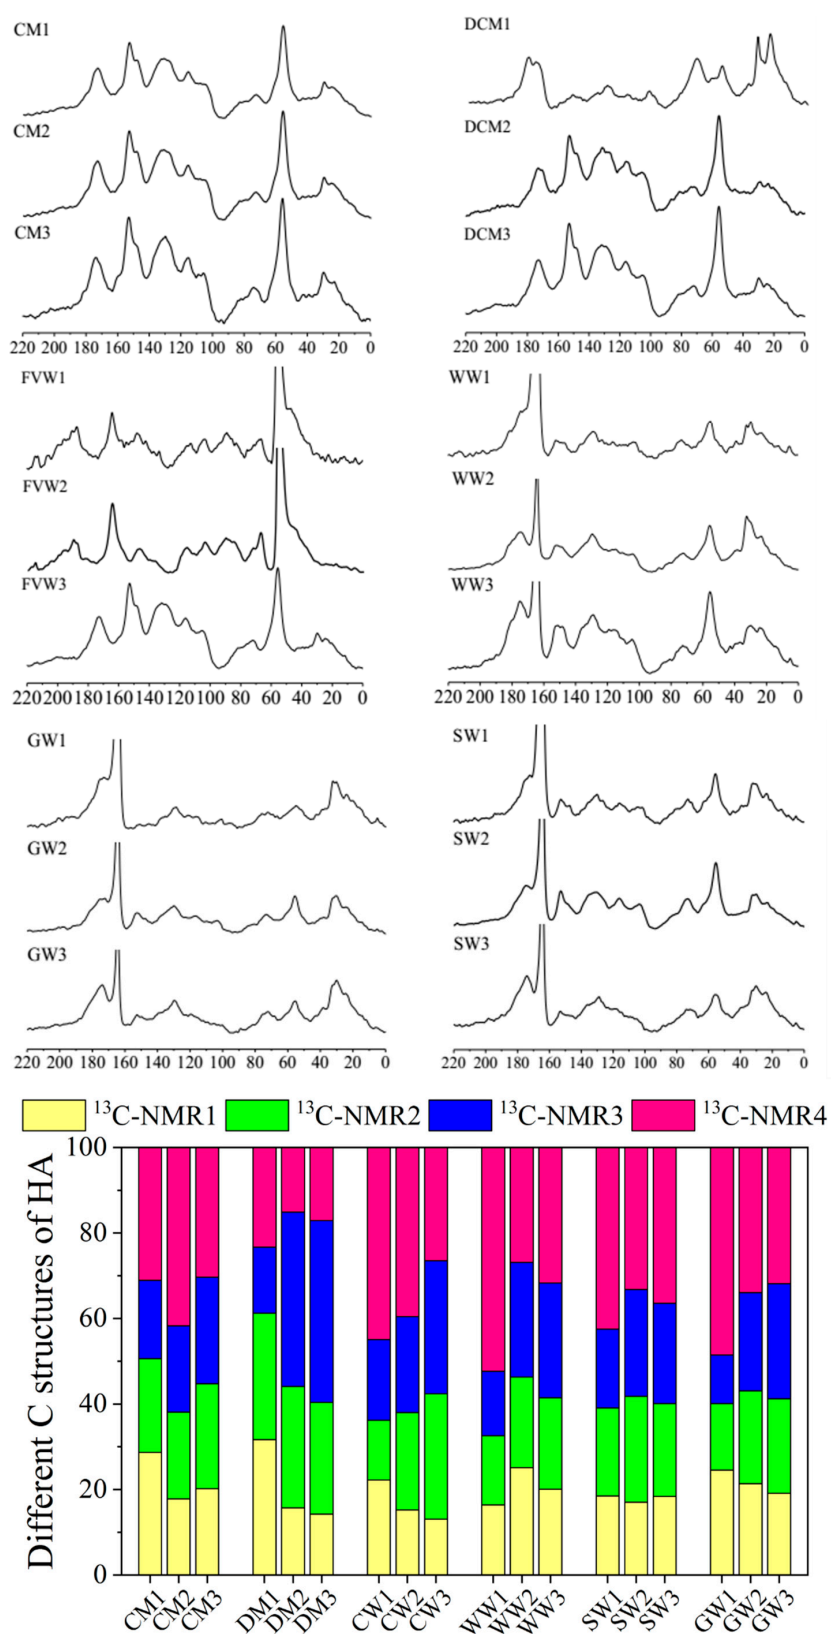 CM1
CM2
CM3
220 200 180 160 140 120 100 80 60 40 20 0
DCM1
DCM2
DCM3
220 200 180 160 140 120 100 80 60 40 20 0
FVW1
FVW2
FVW3
220 200 180 160 140 120 100 80 60 40 20 0
WW1
WW2
WW3
220 200 180 160 140 120 100 80 60 40 20 0
GW1
GW2
GW3
220 200 180 160 140 120 100 80 60 40 20 0
SW1
SW2
SW3
220 200 180 160 140 120 100 80 60 40 20 0
¹³C-NMR1 ¹³C-NMR2 ¹³C-NMR3 ¹³C-NMR4
Different C structures of HA
100
80
60
40
20
0
CM1 CM2 CM3 DM1 DM2 DM3 CW1 CW2 CW3 WW1 WW2 WW3 SW1 SW2 SW3 GW1 GW2 GW3